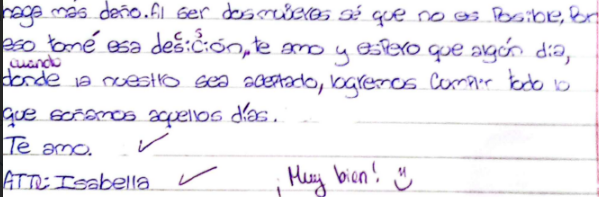 haga más daño. Al ser dos mujeres sé que no es Posible, Por
eso tomé esa desición, te amo y espero que algún día,
cuando
donde lo nuestro sea aceptado, logremos Cumplir todo lo
que soñamos aquellos días.
Te amo.
ATTE: Isabella ¡Muy bien!